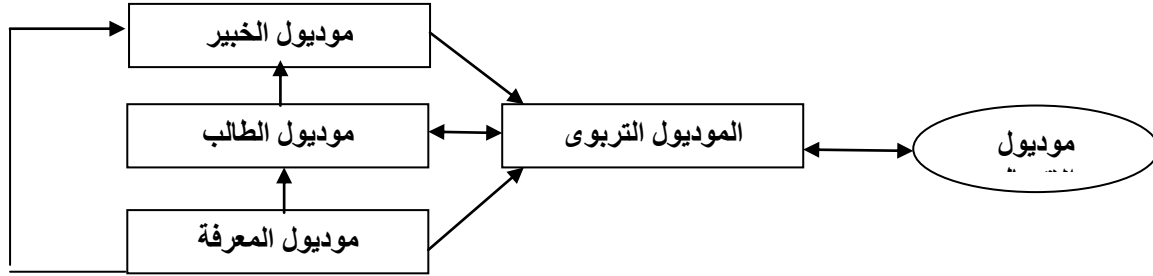 موديول الخبير
موديول الطالب
الموديول التربوى
موديول
موديول المعرفة